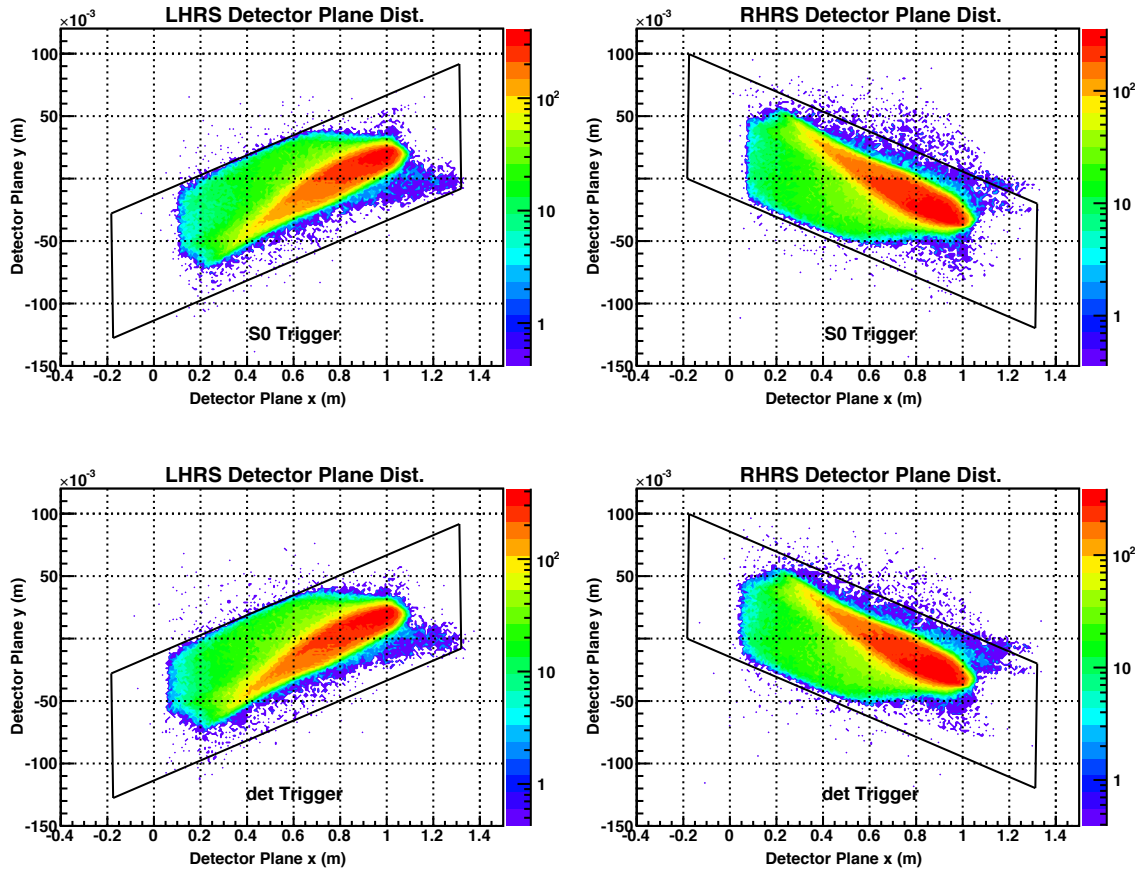 LHRS Detector Plane Dist.
×10⁻³
100
50
0
-50
-100
-150
-0.4 -0.2 0 0.2 0.4 0.6 0.8 1 1.2 1.4
Detector Plane x (m)
Detector Plane y (m)
S0 Trigger
10²
10
1
RHRS Detector Plane Dist.
×10⁻³
100
50
0
-50
-100
-150
-0.4 -0.2 0 0.2 0.4 0.6 0.8 1 1.2 1.4
Detector Plane x (m)
Detector Plane y (m)
S0 Trigger
10²
10
1
LHRS Detector Plane Dist.
×10⁻³
100
50
0
-50
-100
-150
-0.4 -0.2 0 0.2 0.4 0.6 0.8 1 1.2 1.4
Detector Plane x (m)
Detector Plane y (m)
det Trigger
10²
10
1
RHRS Detector Plane Dist.
×10⁻³
100
50
0
-50
-100
-150
-0.4 -0.2 0 0.2 0.4 0.6 0.8 1 1.2 1.4
Detector Plane x (m)
Detector Plane y (m)
det Trigger
10²
10
1